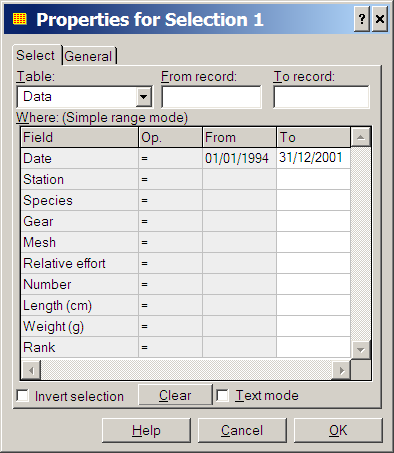 Properties for Selection 1
? ×
Select General
Table: From record: To record:
Data
Where: (Simple range mode)
Field Op. From To
Date = 01/01/1994 31/12/2001
Station =
Species =
Gear =
Mesh =
Relative effort =
Number =
Length (cm) =
Weight (g) =
Rank =
Invert selection Clear Text mode
Help Cancel OK